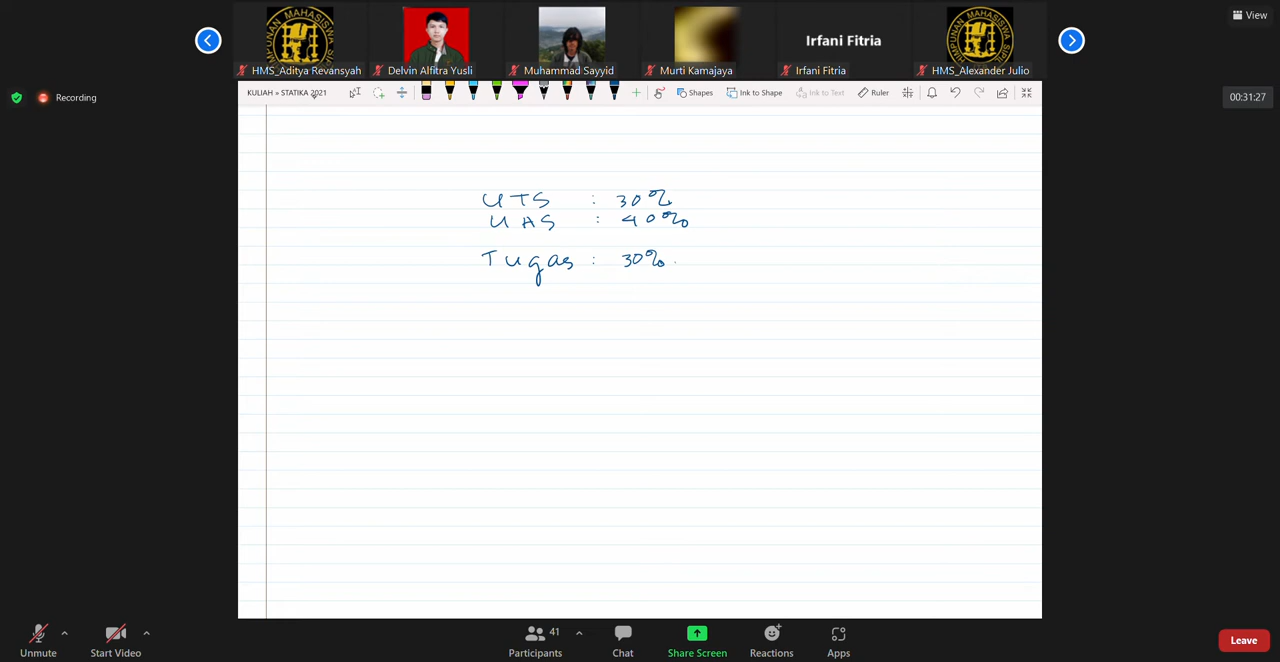 HMS_Aditya Revansyah
Delvin Alfitra Yusli
Muhammad Sayyid
Murti Kamajaya
Irfani Fitria
Irfani Fitria
HMS_Alexander Julio
View
Recording
00:31:27
KULIAH » STATIKA 2021
Shapes
Ink to Shape
Ink to Text
Ruler
UTS : 30%
UAS : 40%
Tugas : 30%.
Unmute
Start Video
41
Participants
Chat
Share Screen
Reactions
Apps
Leave